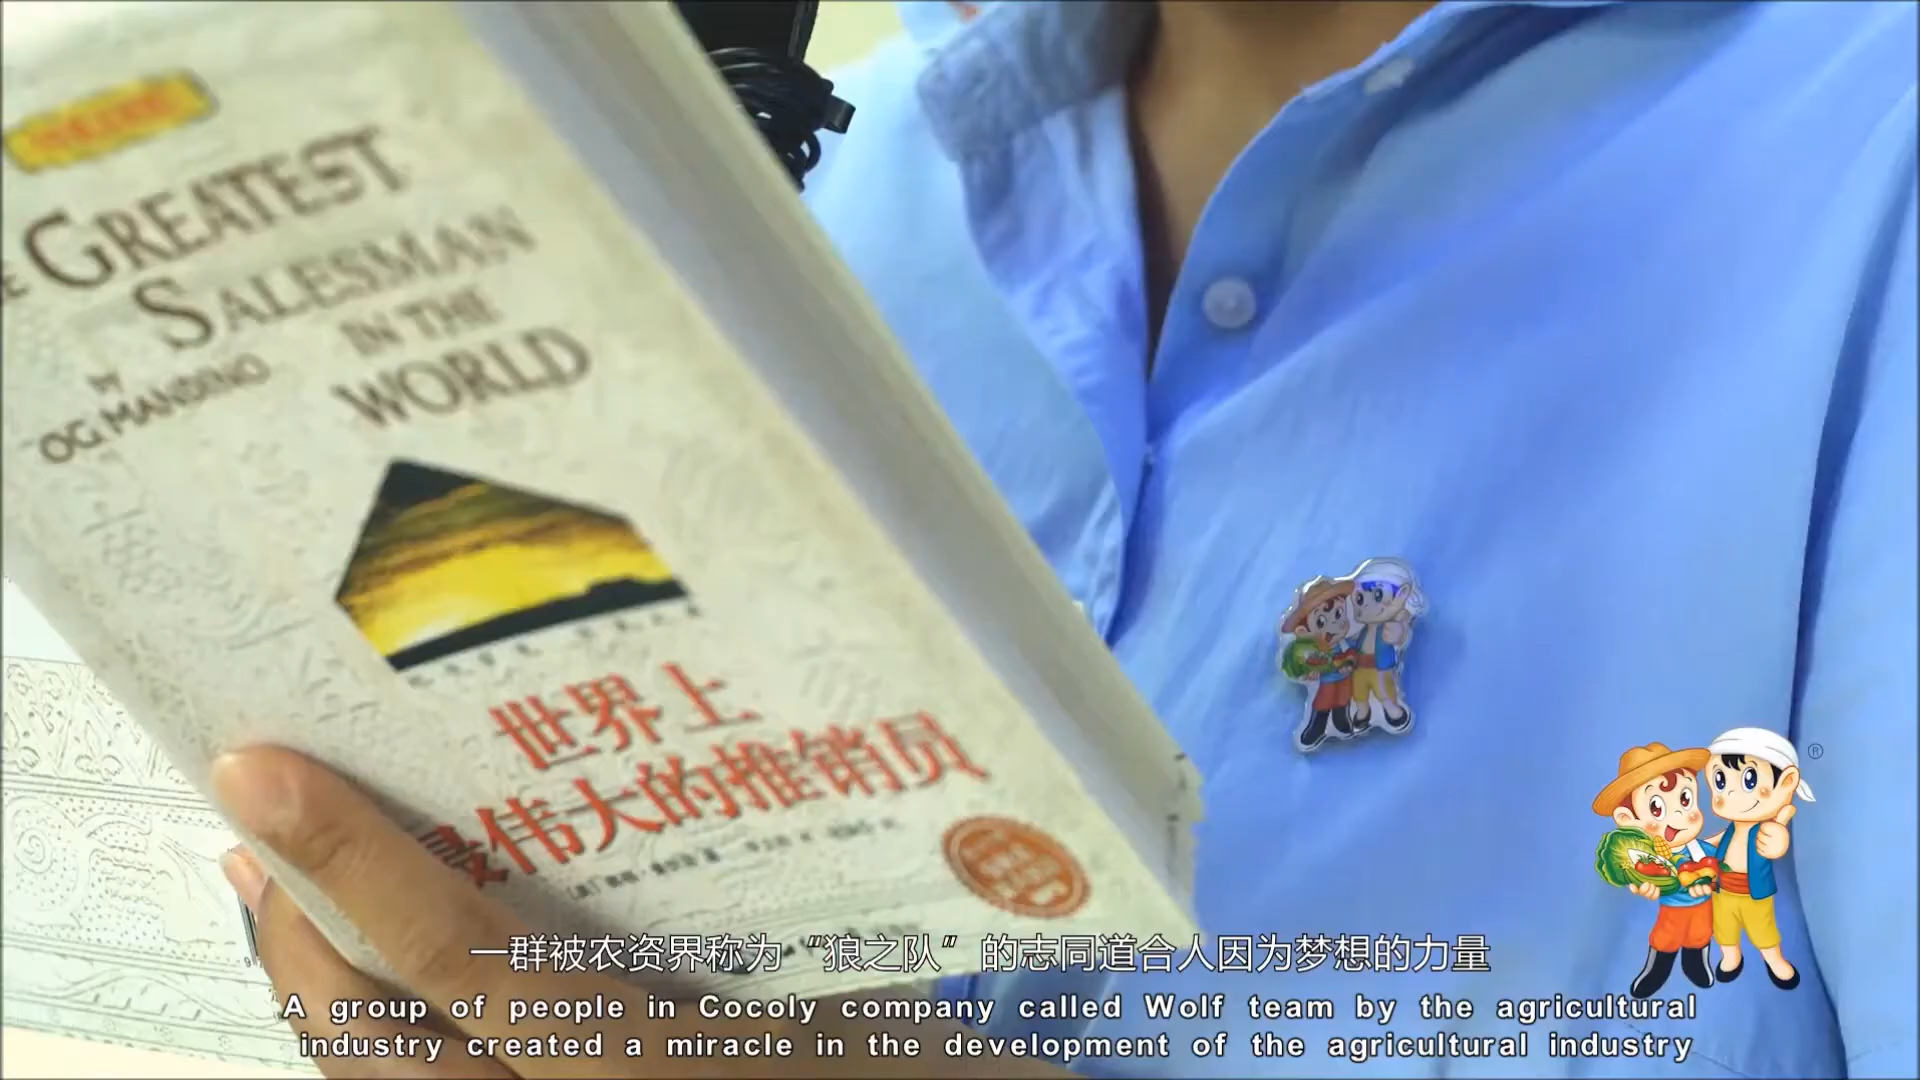 GREATEST
SALESMAN
IN THE
WORLD
BY
OG MANDINO
世界上
最伟大的推销员
®
一群被农资界称为“狼之队”的志同道合人因为梦想的力量
A group of people in Cocoly company called Wolf team by the agricultural
industry created a miracle in the development of the agricultural industry